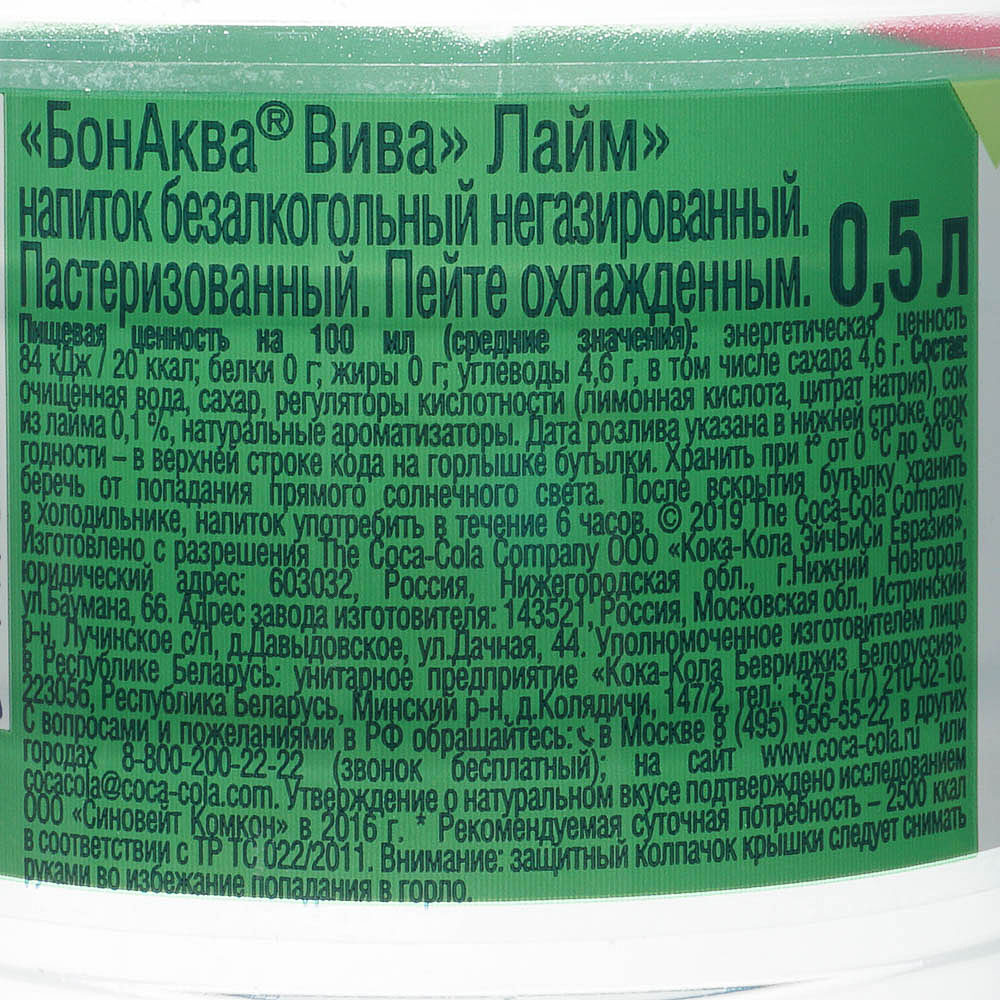 «БонАква® Вива» Лайм»
напиток безалкогольный негазированный.
Пастеризованный. Пейте охлажденным. 0,5 л
Пищевая ценность на 100 мл (средние значения): энергетическая ценность
84 кДж / 20 ккал; белки 0 г; жиры 0 г; углеводы 4,6 г, в том числе сахара 4,6 г. Состав:
очищенная вода, сахар, регуляторы кислотности (лимонная кислота, цитрат натрия), сок
из лайма 0,1 %, натуральные ароматизаторы. Дата розлива указана в нижней строке, срок
годности – в верхней строке кода на горлышке бутылки. Хранить при t° от 0 °C до 30 °C,
беречь от попадания прямого солнечного света. После вскрытия бутылку хранить
в холодильнике, напиток употребить в течение 6 часов. © 2019 The Coca-Cola Company.
Изготовлено с разрешения The Coca-Cola Company ООО «Кока-Кола ЭйчБиСи Евразия»,
юридический адрес: 603032, Россия, Нижегородская обл., г.Нижний Новгород,
ул.Баумана, 66. Адрес завода изготовителя: 143521, Россия, Московская обл., Истринский
р-н, Лучинское с/п, д.Давыдовское, ул.Дачная, 44. Уполномоченное изготовителем лицо
в Республике Беларусь: унитарное предприятие «Кока-Кола Бевриджиз Белоруссия».
223056, Республика Беларусь, Минский р-н, д.Колядичи, 147/2, тел.: +375 (17) 210-02-10.
С вопросами и пожеланиями в РФ обращайтесь: в Москве 8 (495) 956-55-22, в других
городах 8-800-200-22-22 (звонок бесплатный); на сайт www.coca-cola.ru или
cocacola@coca-cola.com. Утверждение о натуральном вкусе подтверждено исследованием
ООО «Синовейт Комкон» в 2016 г. * Рекомендуемая суточная потребность – 2500 ккал
в соответствии с ТР ТС 022/2011. Внимание: защитный колпачок крышки следует снимать
руками во избежание попадания в горло.